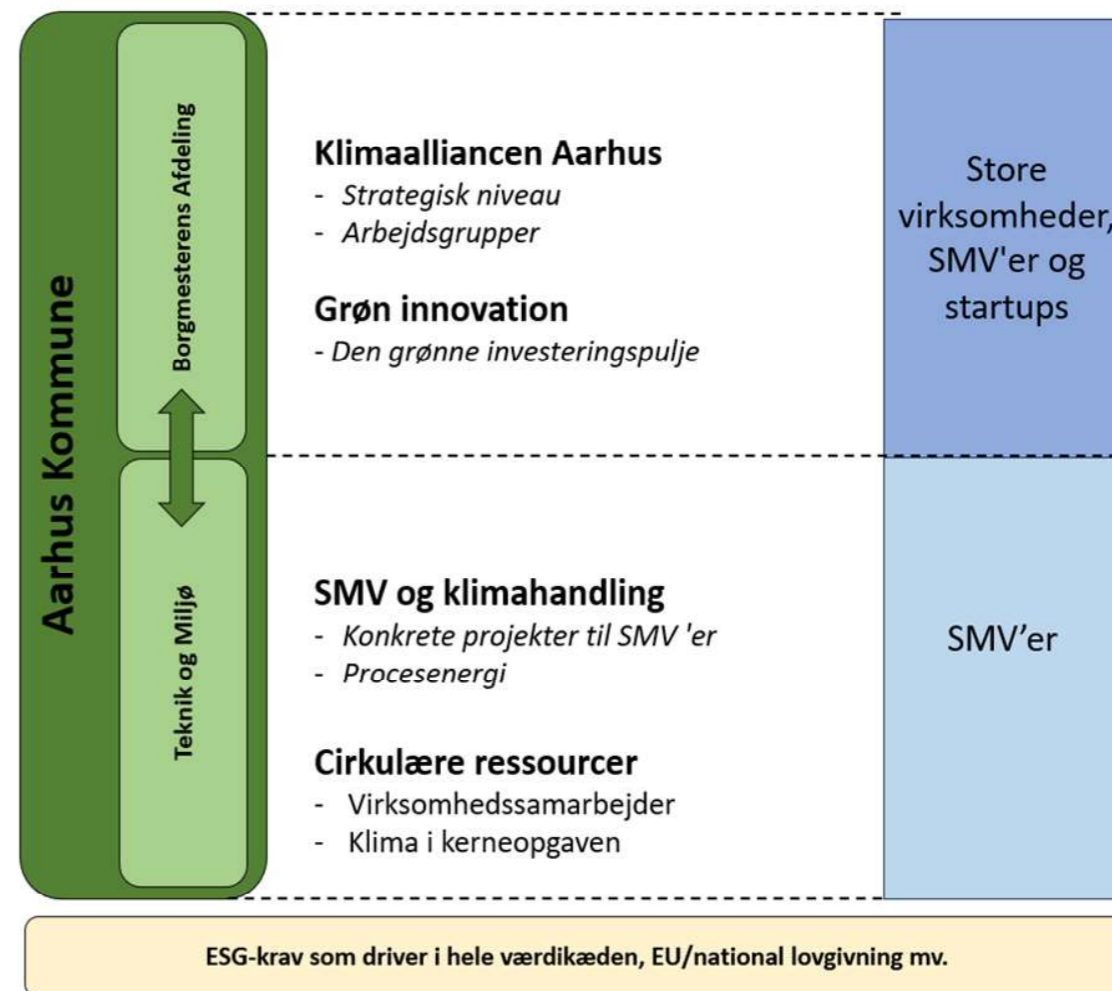 Aarhus Kommune
Borgmesterens Afdeling
Teknik og Miljø
Klimaalliancen Aarhus
- Strategisk niveau
- Arbejdsgrupper
Grøn innovation
- Den grønne investeringspulje
SMV og klimahandling
- Konkrete projekter til SMV 'er
- Procesenergi
Cirkulære ressourcer
- Virksomhedssamarbejder
- Klima i kerneopgaven
Store
virksomheder,
SMV'er og
startups
SMV’er
ESG-krav som driver i hele værdikæden, EU/national lovgivning mv.